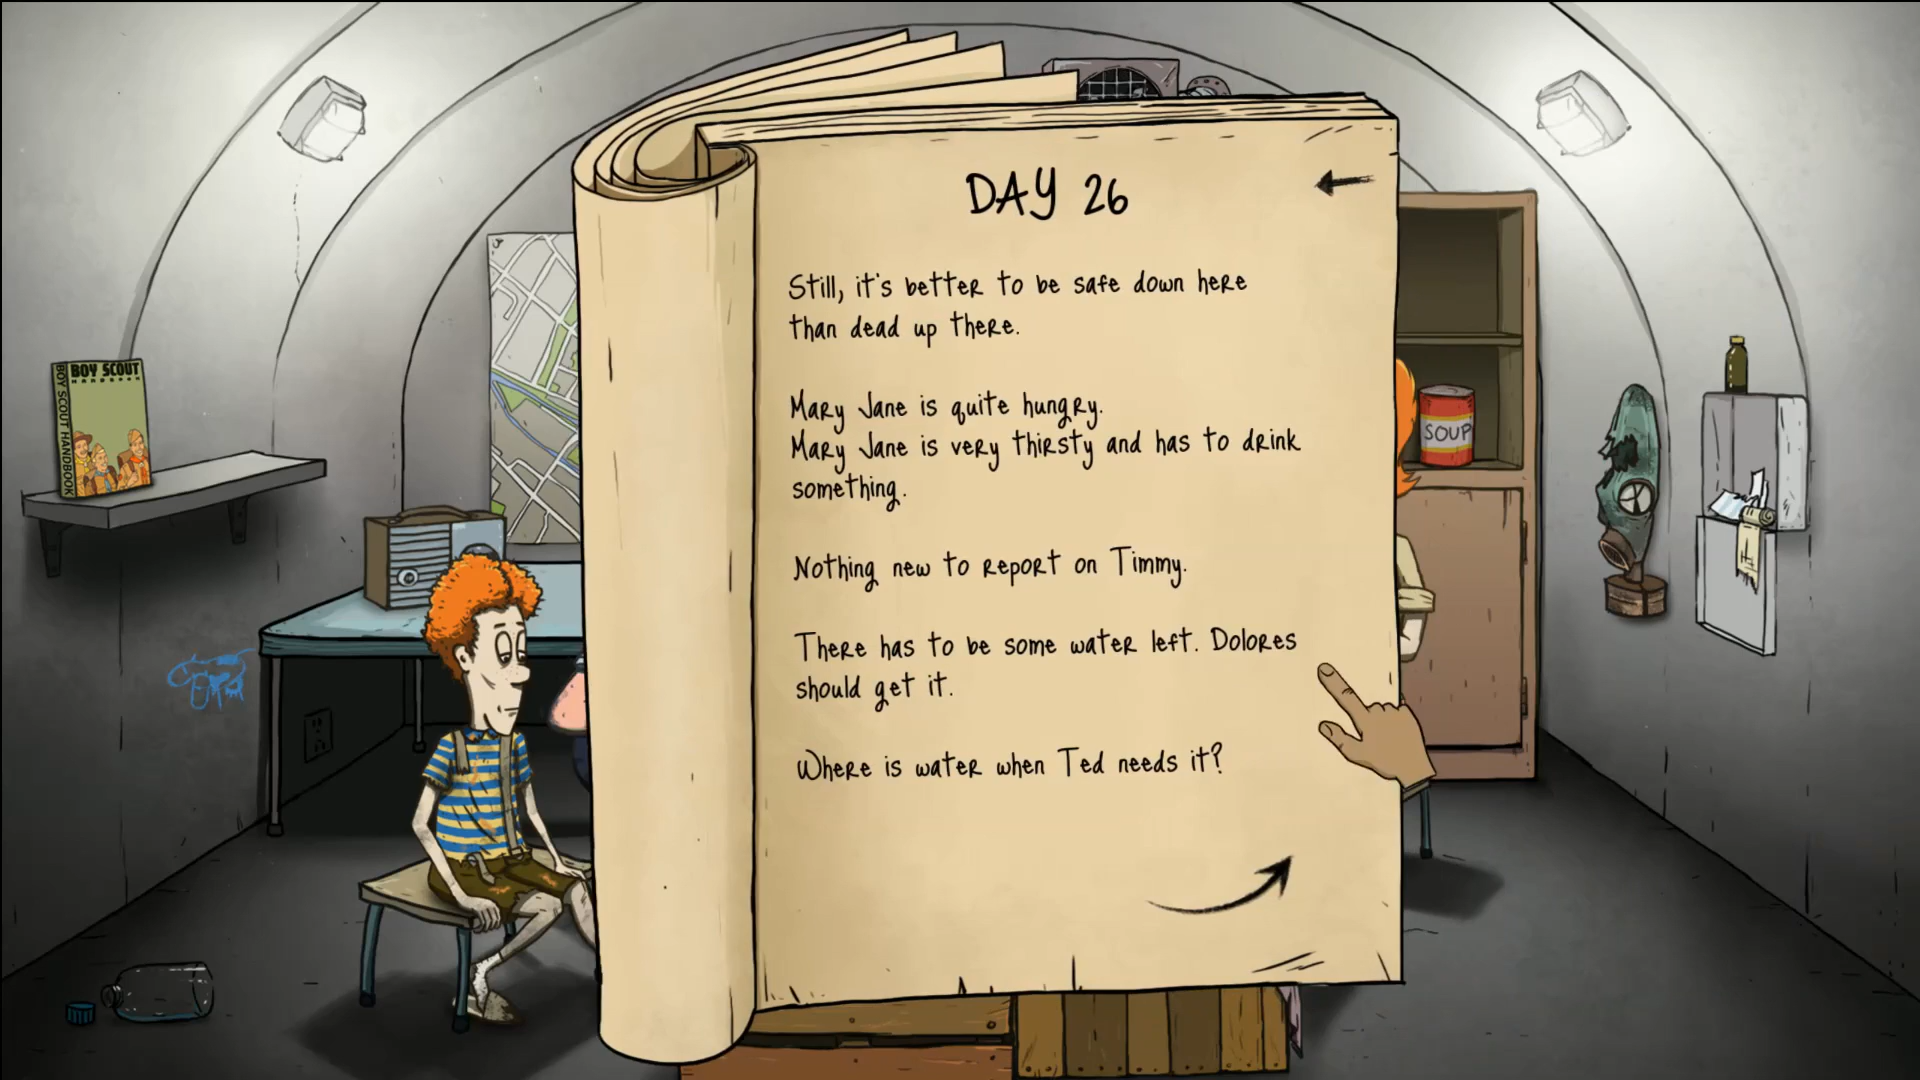 DAY 26
Still, it's better to be safe down here
than dead up there.
Mary Jane is quite hungry.
Mary Jane is very thirsty and has to drink
something.
Nothing new to report on Timmy.
There has to be some water left. Dolores
should get it.
Where is water when Ted needs it?
BOY SCOUT
HANDBOOK
BOY SCOUT HANDBOOK
SOUP